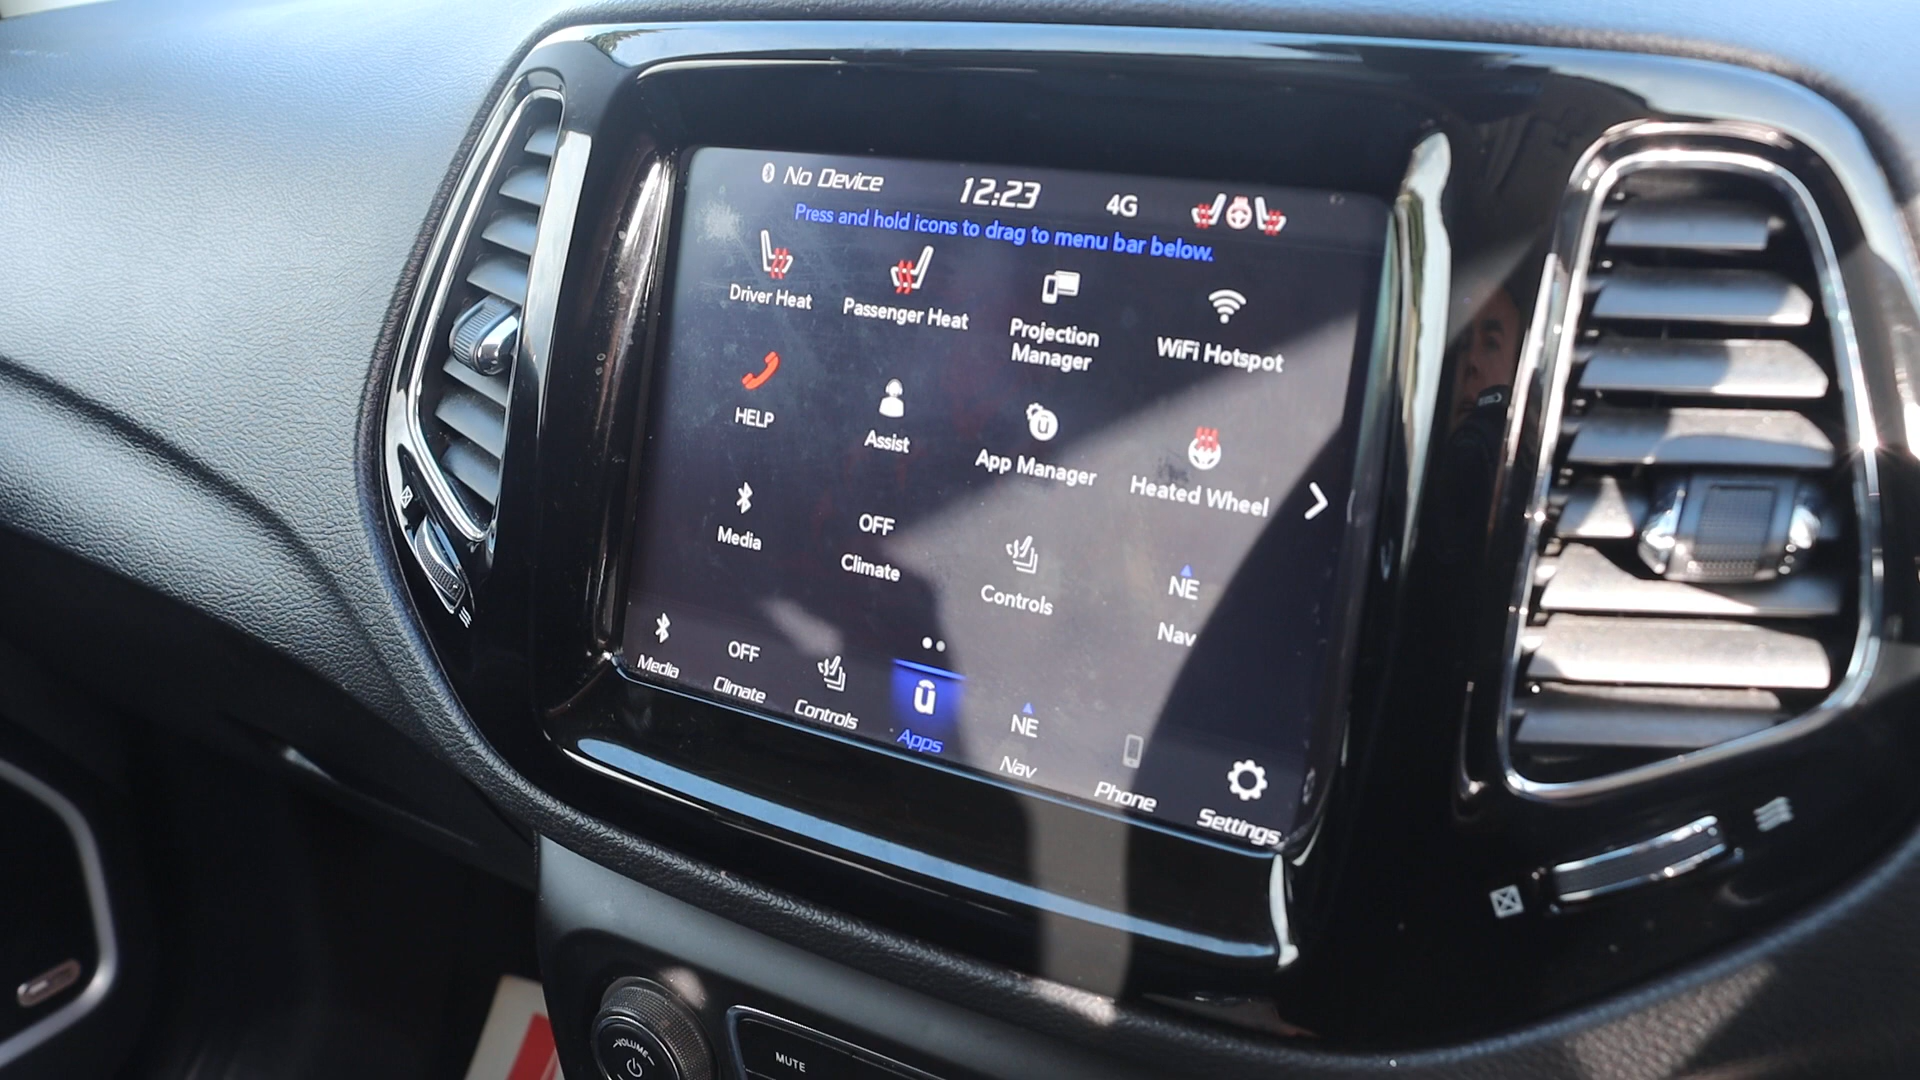 No Device
12:23
4G
Press and hold icons to drag to menu bar below.
Driver Heat
Passenger Heat
Projection
Manager
WiFi Hotspot
HELP
Assist
App Manager
Heated Wheel
Media
OFF
Climate
Controls
NE
Nav
Media
OFF
Climate
Controls
Apps
NE
Nav
Phone
Settings
VOLUME
MUTE